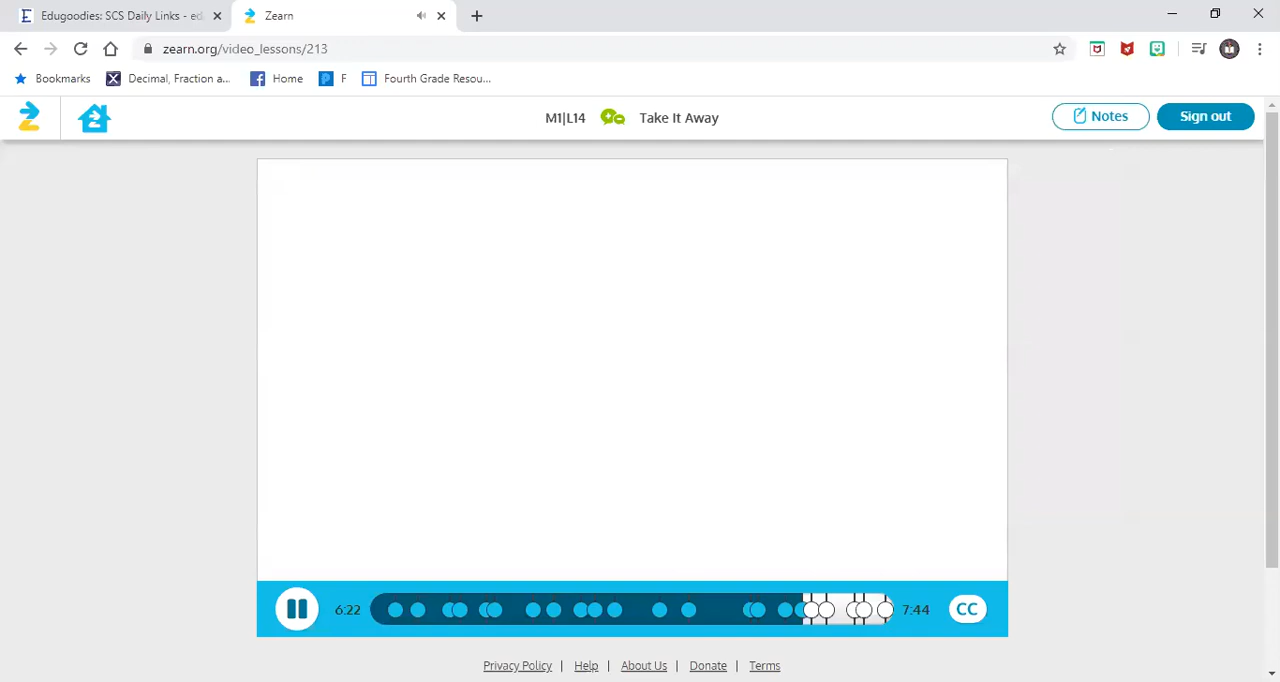 Edugoodies: SCS Daily Links - ed
Zearn
zearn.org/video_lessons/213
Bookmarks
Decimal, Fraction a...
Home
F
Fourth Grade Resou...
M1|L14
Take It Away
Notes
Sign out
6:22
7:44
CC
Privacy Policy | Help | About Us | Donate | Terms